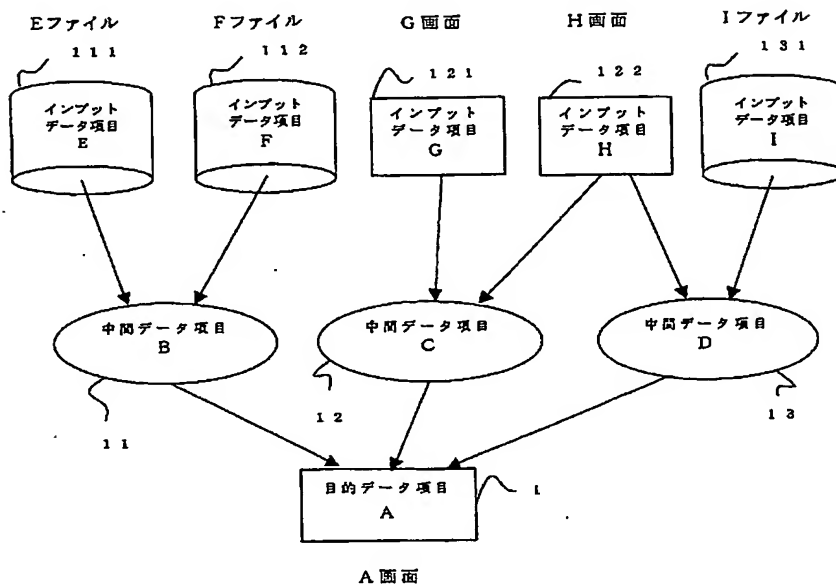 Eファイル
Fファイル
G画面
H画面
Iファイル
111
112
121
122
131
インプット
データ項目
E
インプット
データ項目
F
インプット
データ項目
G
インプット
データ項目
H
インプット
データ項目
I
中間データ項目
B
中間データ項目
C
中間データ項目
D
11
12
13
目的データ項目
A
1
A画面